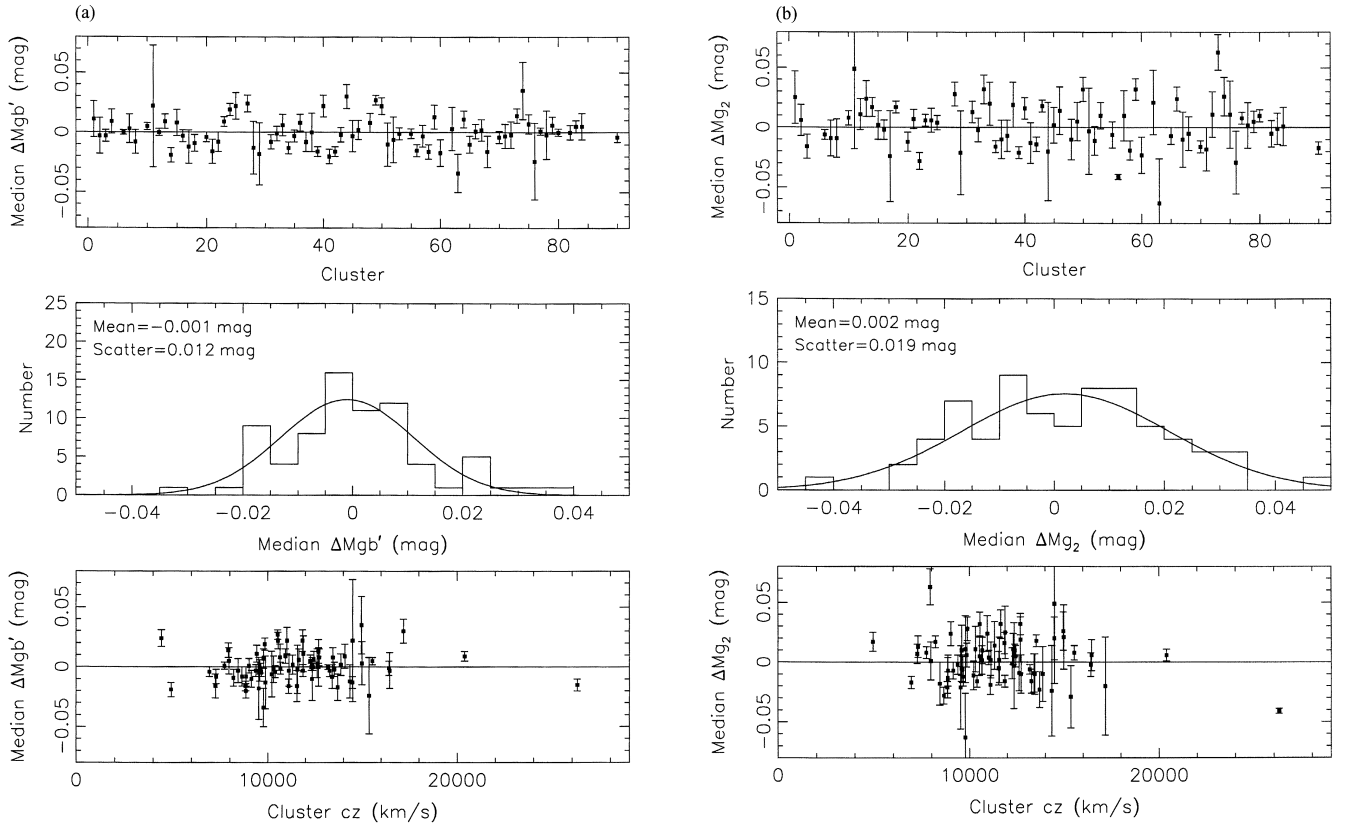 (a)
Median ΔMgb′ (mag)
0.05
0
−0.05
0 20 40 60 80
Cluster
Mean=−0.001 mag
Scatter=0.012 mag
Number
25
20
15
10
5
0
−0.04 −0.02 0 0.02 0.04
Median ΔMgb′ (mag)
Median ΔMgb′ (mag)
0.05
0
−0.05
0 10000 20000
Cluster cz (km/s)
(b)
Median ΔMg₂ (mag)
0.05
0
−0.05
0 20 40 60 80
Cluster
Mean=0.002 mag
Scatter=0.019 mag
Number
15
10
5
0
−0.04 −0.02 0 0.02 0.04
Median ΔMg₂ (mag)
Median ΔMg₂ (mag)
0.05
0
−0.05
0 10000 20000
Cluster cz (km/s)